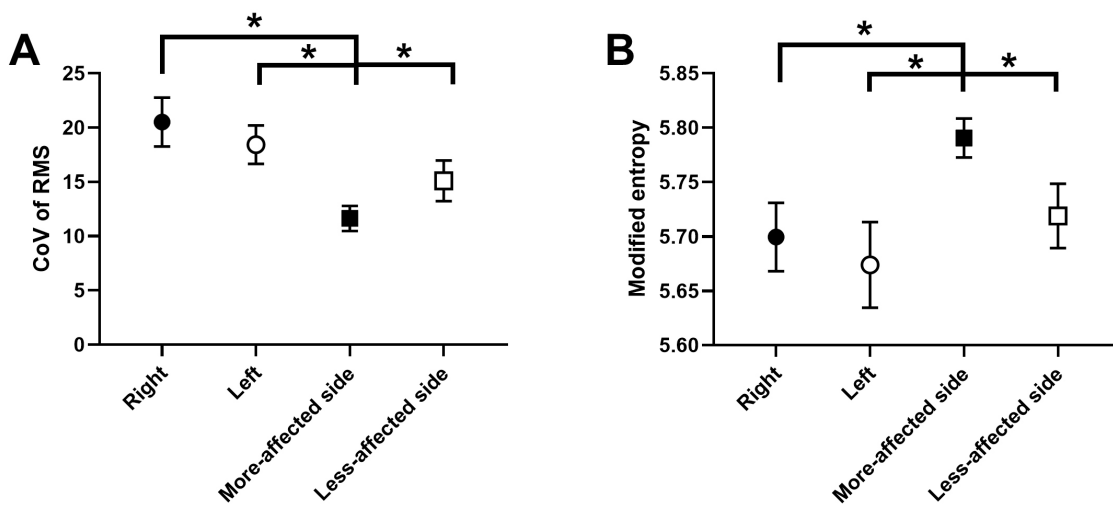 A
*
*
*
CoV of RMS
25
20
15
10
5
0
Right
Left
More-affected side
Less-affected side
B
*
*
*
Modified entropy
5.85
5.80
5.75
5.70
5.65
5.60
Right
Left
More-affected side
Less-affected side